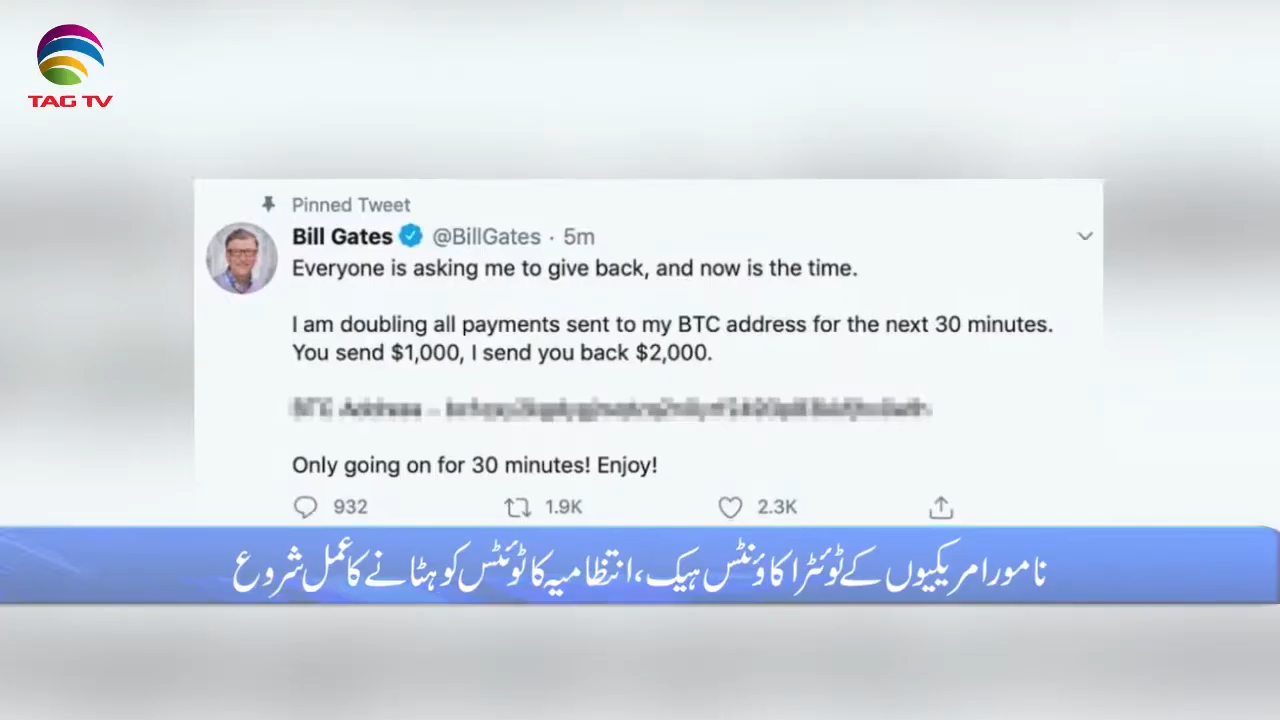 TAG TV
Pinned Tweet
Bill Gates @BillGates · 5m
Everyone is asking me to give back, and now is the time.
I am doubling all payments sent to my BTC address for the next 30 minutes.
You send $1,000, I send you back $2,000.
Only going on for 30 minutes! Enjoy!
932 1.9K 2.3K
نامور امریکیوں کے ٹوئٹر اکاؤنٹس ہیک، انتظامیہ کا ٹوئٹس کو ہٹانے کا عمل شروع